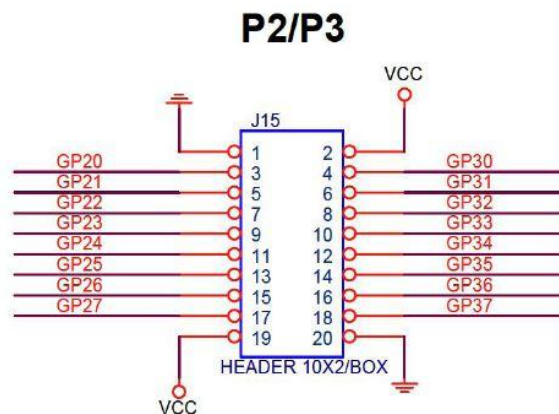 P2/P3
VCC
J15
1 2
GP20 3 4 GP30
GP21 5 6 GP31
GP22 7 8 GP32
GP23 9 10 GP33
GP24 11 12 GP34
GP25 13 14 GP35
GP26 15 16 GP36
GP27 17 18 GP37
19 20
HEADER 10X2/BOX
VCC